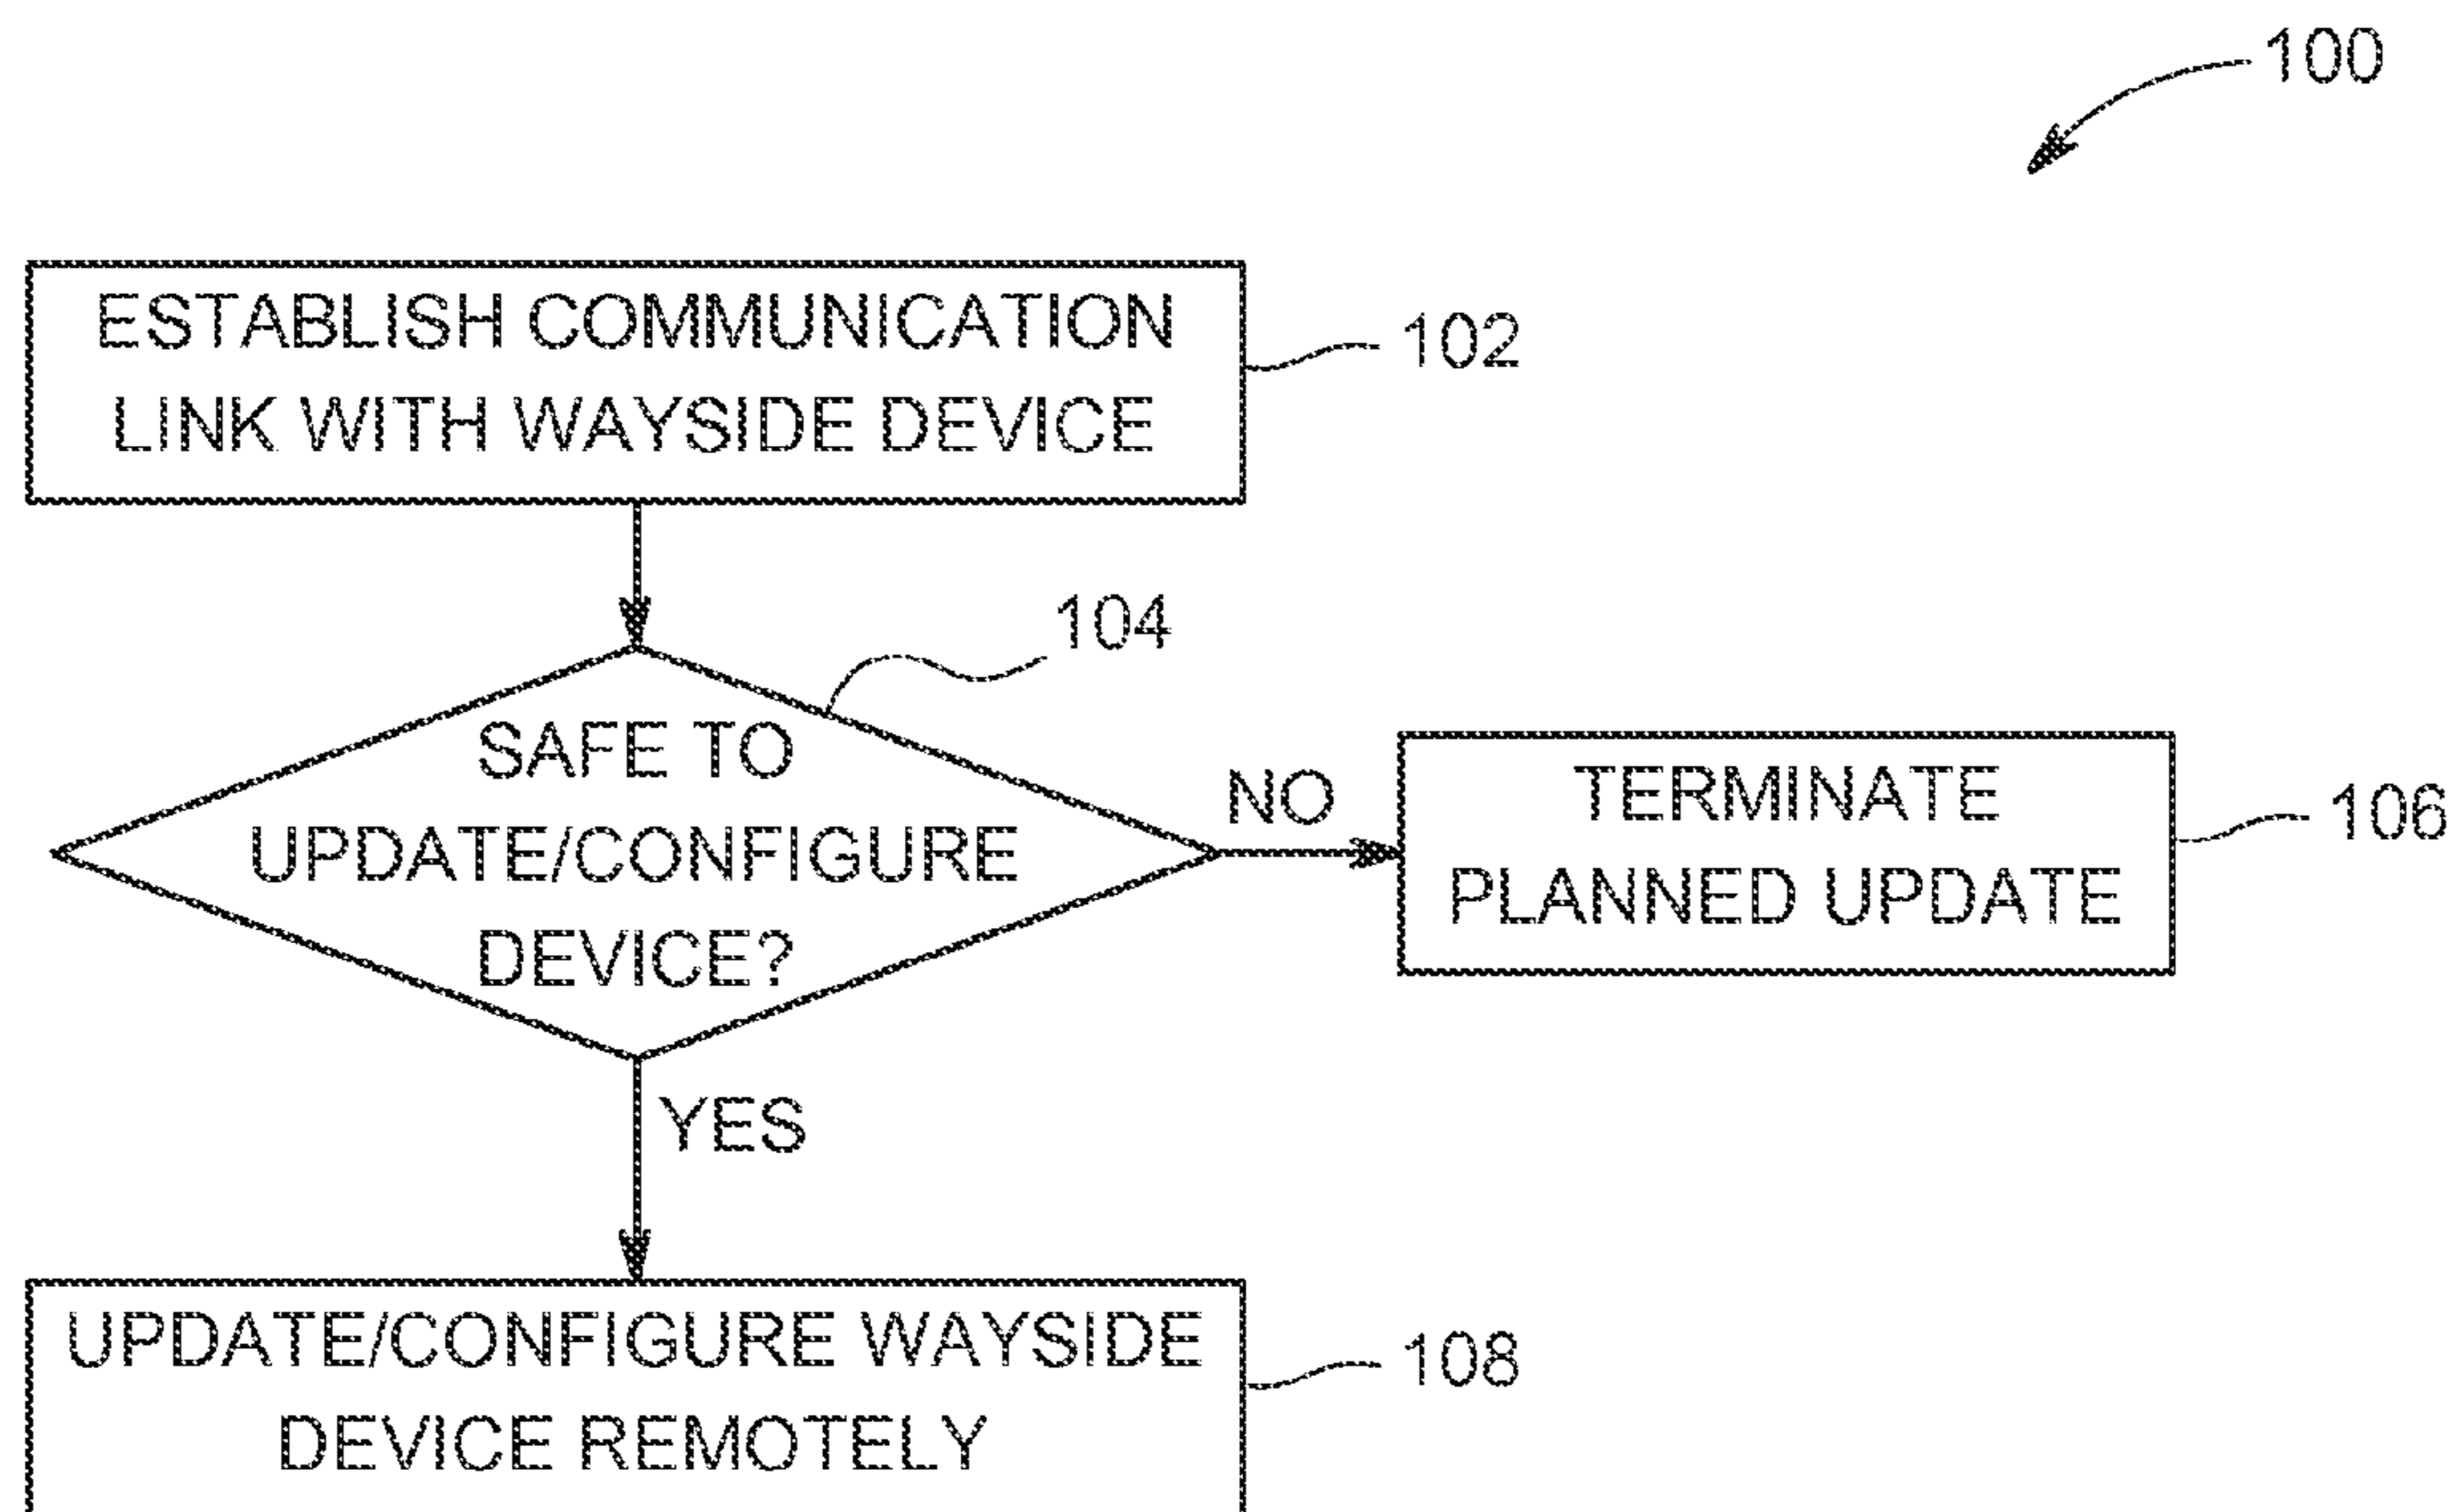 100
ESTABLISH COMMUNICATION
LINK WITH WAYSIDE DEVICE
102
104
SAFE TO
UPDATE/CONFIGURE
DEVICE?
NO
TERMINATE
PLANNED UPDATE
106
YES
UPDATE/CONFIGURE WAYSIDE
DEVICE REMOTELY
108